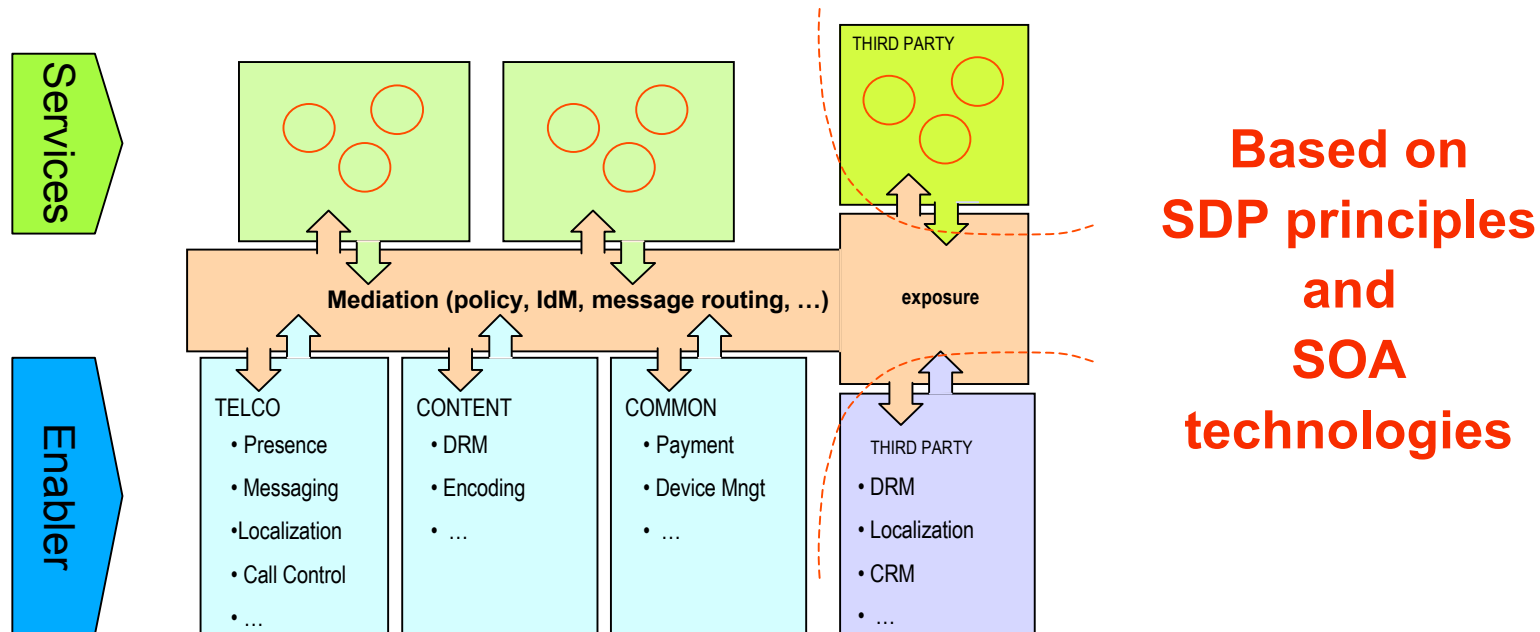 Services
THIRD PARTY
Mediation (policy, IdM, message routing, …)
exposure
Enabler
TELCO
• Presence
• Messaging
•Localization
• Call Control
• …
CONTENT
• DRM
• Encoding
• …
COMMON
• Payment
• Device Mngt
• …
THIRD PARTY
• DRM
• Localization
• CRM
• …
Based on
SDP principles
and
SOA
technologies